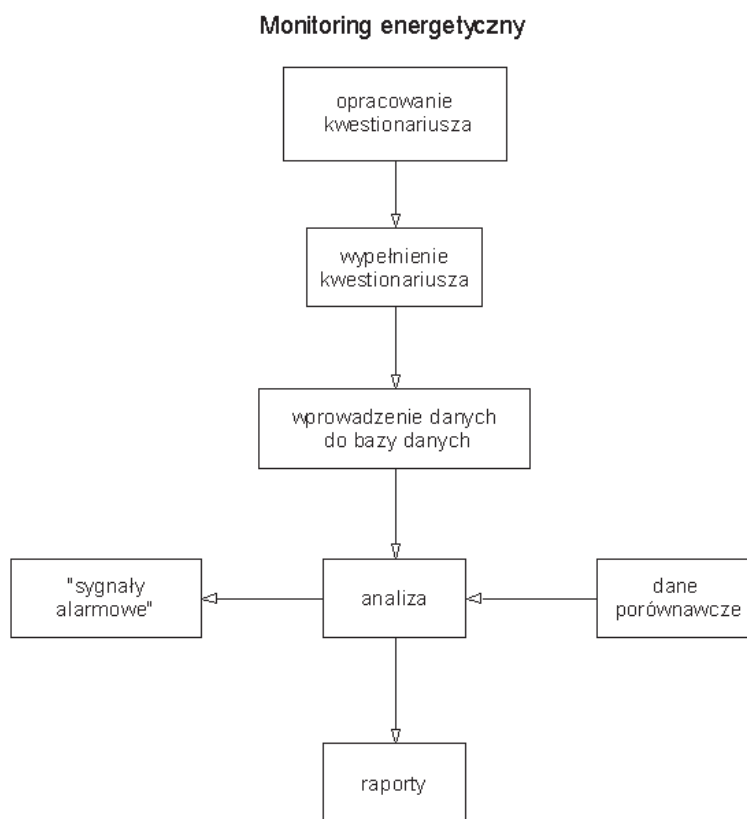 Monitoring energetyczny
opracowanie
kwestionariusza
wypełnienie
kwestionariusza
wprowadzenie danych
do bazy danych
"sygnały
alarmowe"
analiza
dane
porównawcze
raporty